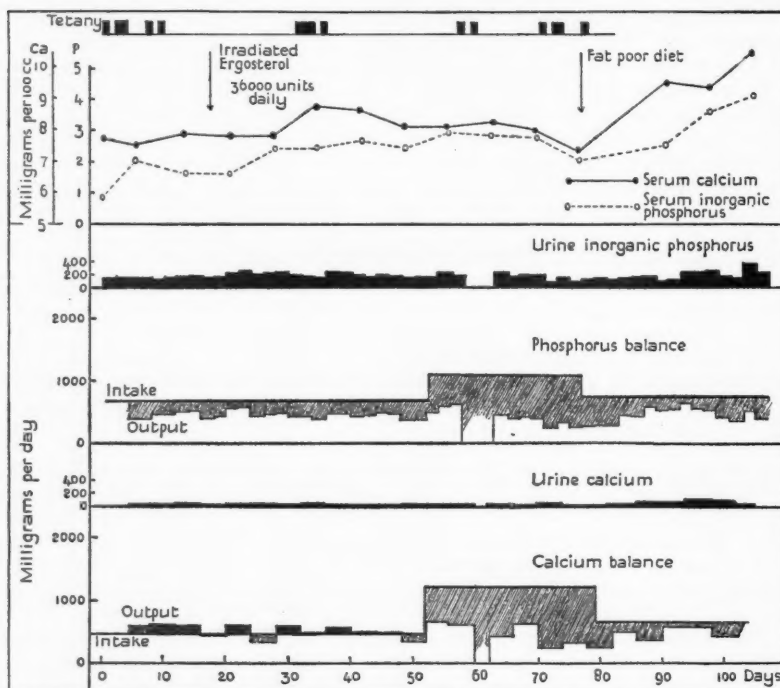 Tetany
Ca P
Irradiated
Ergosterol
36000 units
daily
Fat poor diet
Milligrams per 100 cc
10
9
8
7
6
5
5
4
3
2
1
0
Serum calcium
Serum inorganic
phosphorus
Urine inorganic phosphorus
400
200
Phosphorus balance
2000
1000
0
Intake
Output
Milligrams per day
Urine calcium
400
200
0
Calcium balance
2000
1000
0
Output
Intake
0 10 20 30 40 50 60 70 80 90 100 Days